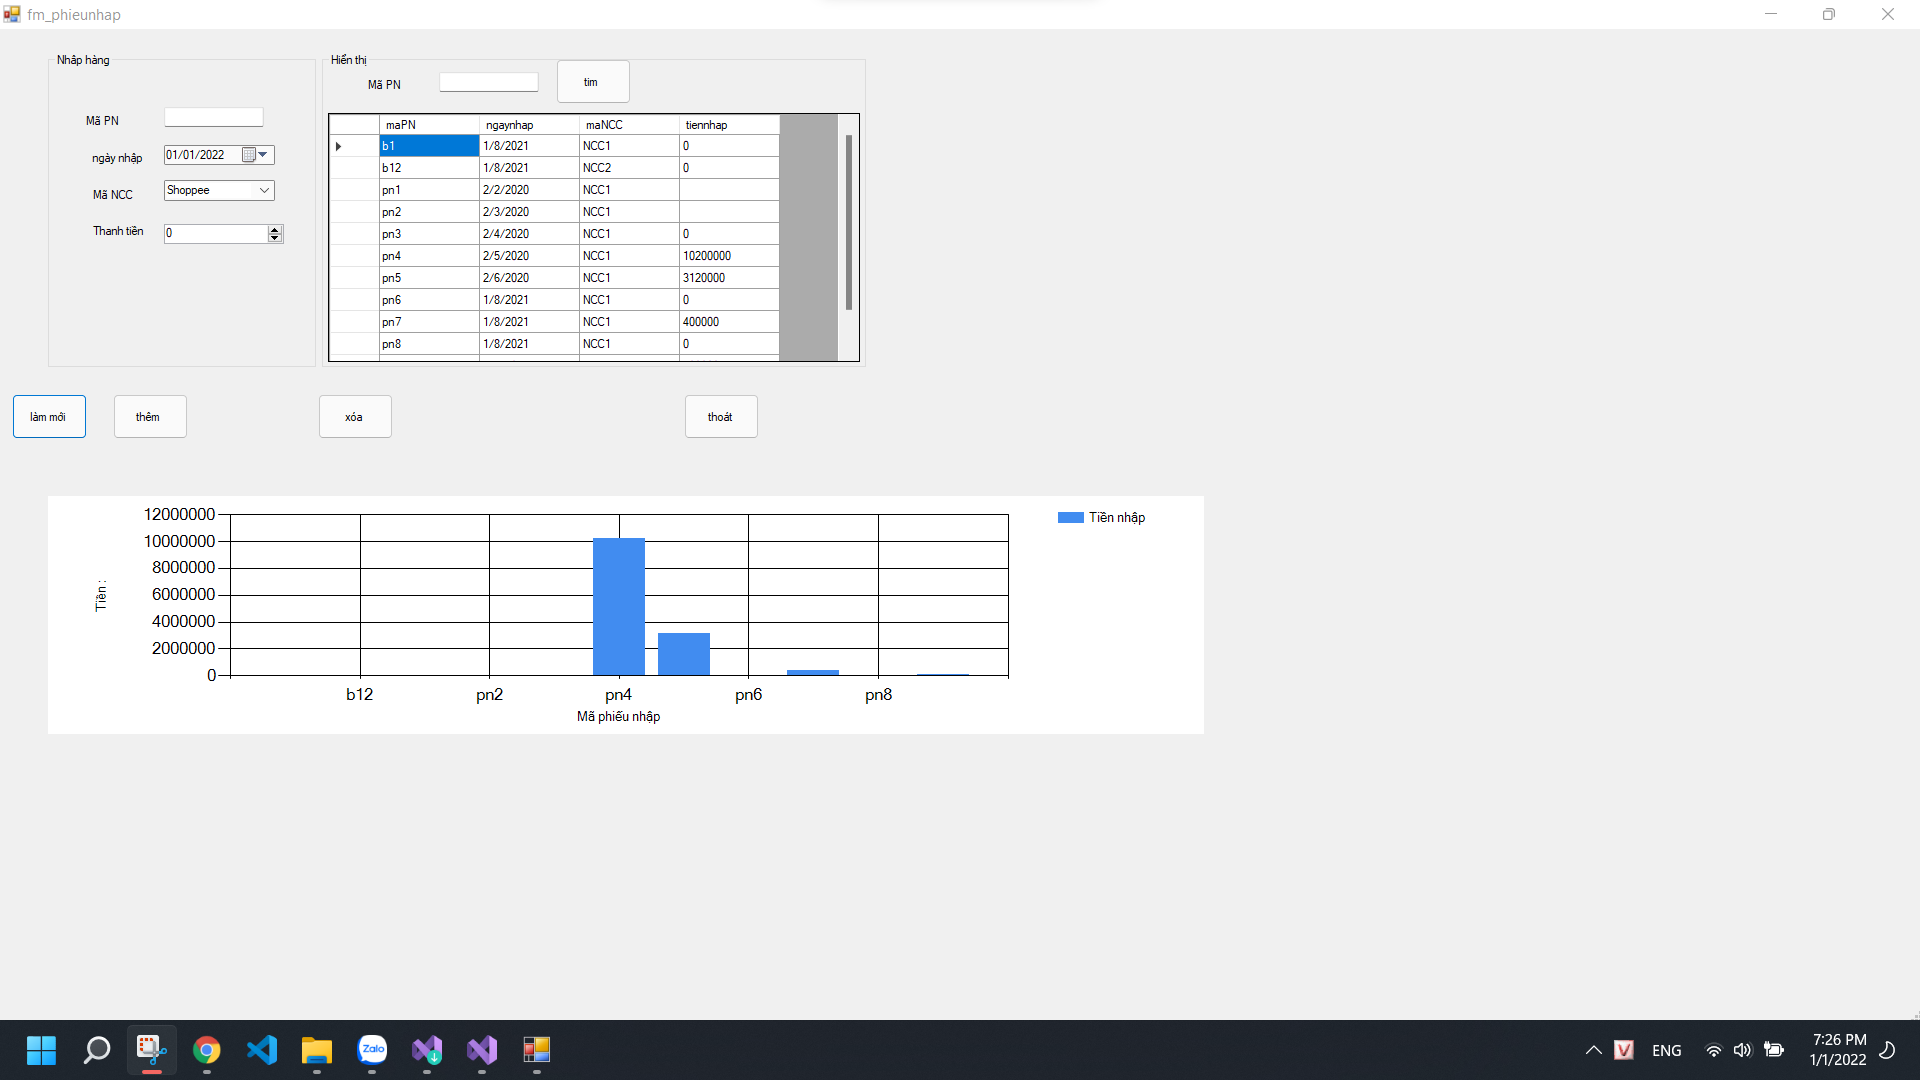 fm_phieunhap
Nhâp hàng
Mã PN
ngày nhập
01/01/2022
Mã NCC
Shoppee
Thanh tiền
0
Hiển thị
Mã PN
tim
maPN ngaynhap maNCC tiennhap
b1 1/8/2021 NCC1 0
b12 1/8/2021 NCC2 0
pn1 2/2/2020 NCC1
pn2 2/3/2020 NCC1
pn3 2/4/2020 NCC1 0
pn4 2/5/2020 NCC1 10200000
pn5 2/6/2020 NCC1 3120000
pn6 1/8/2021 NCC1 0
pn7 1/8/2021 NCC1 400000
pn8 1/8/2021 NCC1 0
làm mới
thêm
xóa
thoát
12000000
10000000
8000000
6000000
4000000
2000000
0
Tiền :
b12 pn2 pn4 pn6 pn8
Mã phiếu nhập
Tiền nhập
Zalo
V
ENG
7:26 PM
1/1/2022